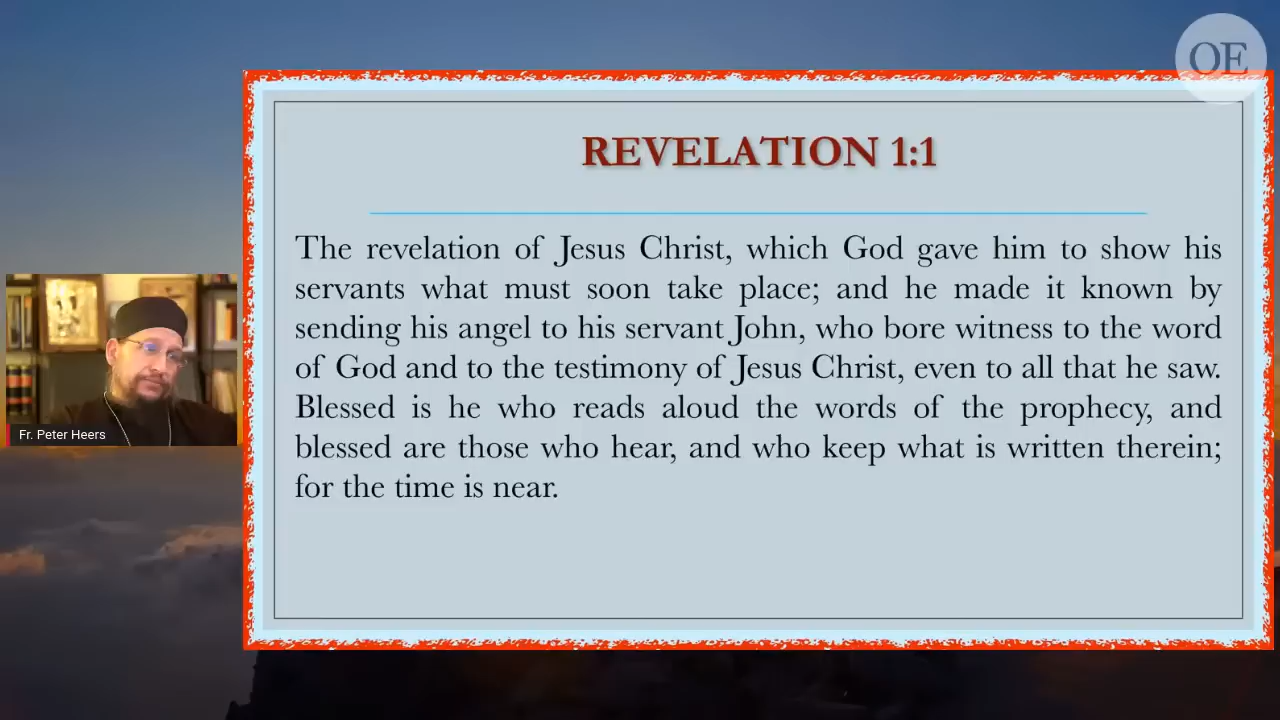 OE
REVELATION 1:1
The revelation of Jesus Christ, which God gave him to show his
servants what must soon take place; and he made it known by
sending his angel to his servant John, who bore witness to the word
of God and to the testimony of Jesus Christ, even to all that he saw.
Blessed is he who reads aloud the words of the prophecy, and
blessed are those who hear, and who keep what is written therein;
for the time is near.
Fr. Peter Heers